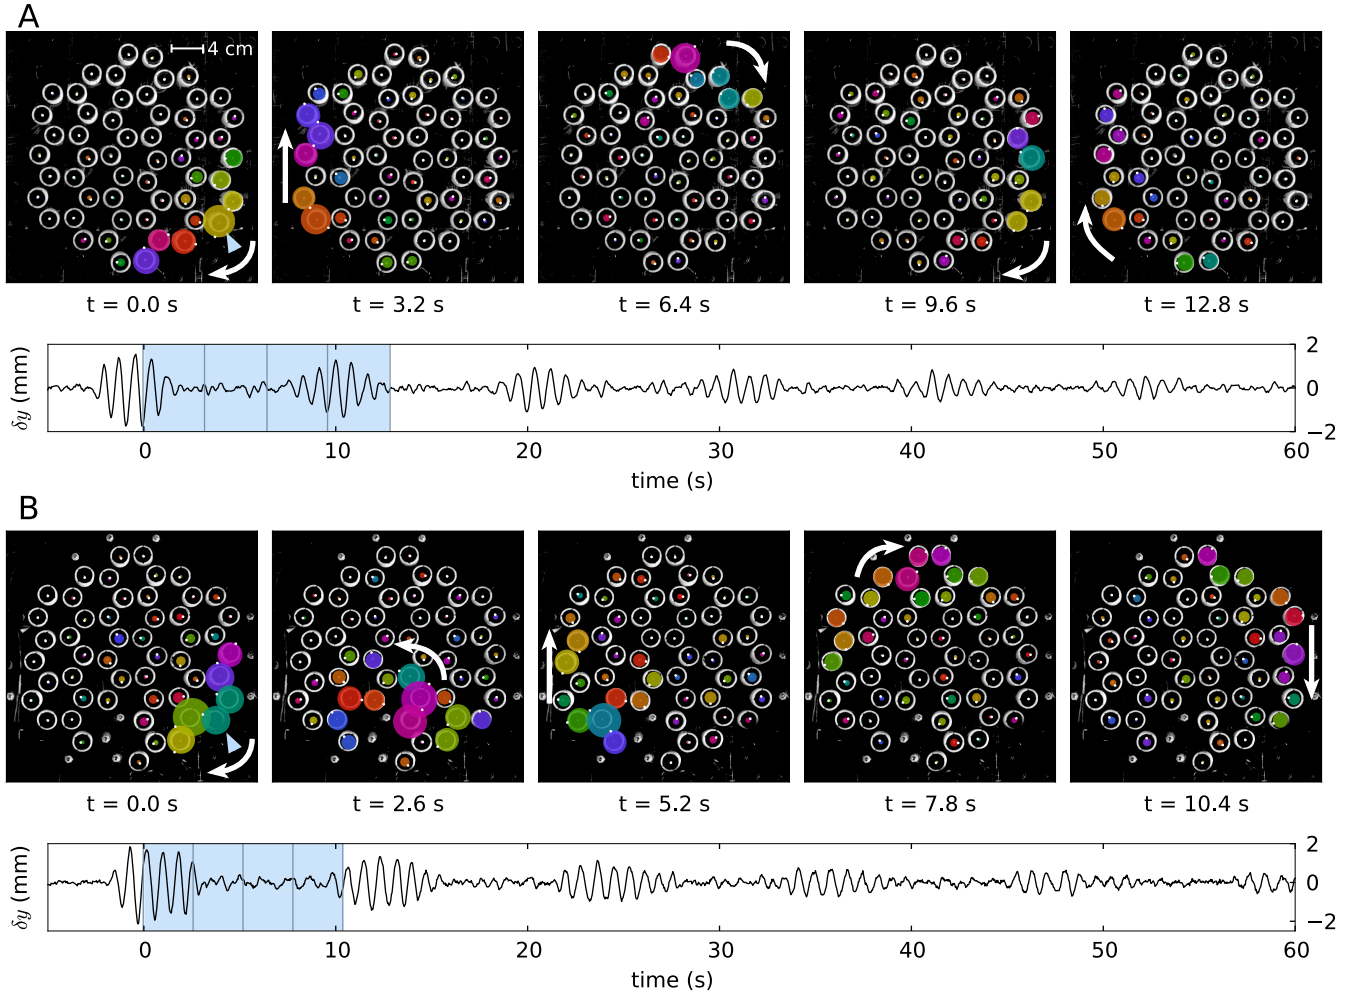 A
4 cm
t = 0.0 s
t = 3.2 s
t = 6.4 s
t = 9.6 s
t = 12.8 s
δy (mm)
2
0
−2
0
10
20
30
40
50
60
time (s)
B
t = 0.0 s
t = 2.6 s
t = 5.2 s
t = 7.8 s
t = 10.4 s
δy (mm)
2
0
−2
0
10
20
30
40
50
60
time (s)